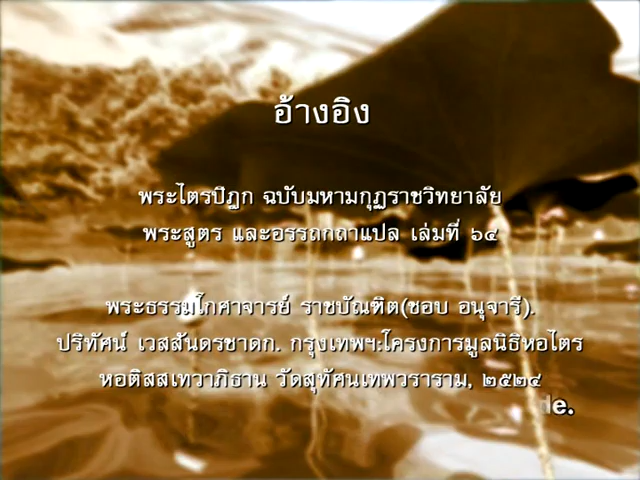 อ้างอิง
พระไตรปิฎก ฉบับมหามกุฏราชวิทยาลัย
พระสูตร และอรรถกถาแปล เล่มที่ ๖๔
พระธรรมโกศาจารย์ ราชบัณฑิต(ชอบ อนุจารี).
ปริทัศน์ เวสสันดรชาดก. กรุงเทพฯ:โครงการมูลนิธิหอไตร
หอติสสเทวาภิธาน วัดสุทัศนเทพวราราม, ๒๕๒๔
de.